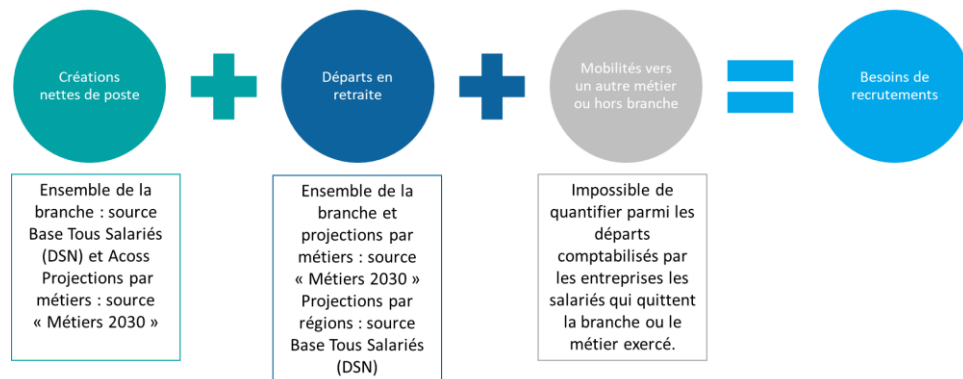 Créations
nettes de poste
Départs en
retraite
Mobilités vers
un autre métier
ou hors branche
Besoins de
recrutements
Ensemble de la
branche : source
Base Tous Salariés
(DSN) et Acoss
Projections par
métiers : source
« Métiers 2030 »
Ensemble de la
branche et
projections par
métiers : source
« Métiers 2030 »
Projections par
régions : source
Base Tous Salariés
(DSN)
Impossible de
quantifier parmi les
départs
comptabilisés par
les entreprises les
salariés qui quittent
la branche ou le
métier exercé.